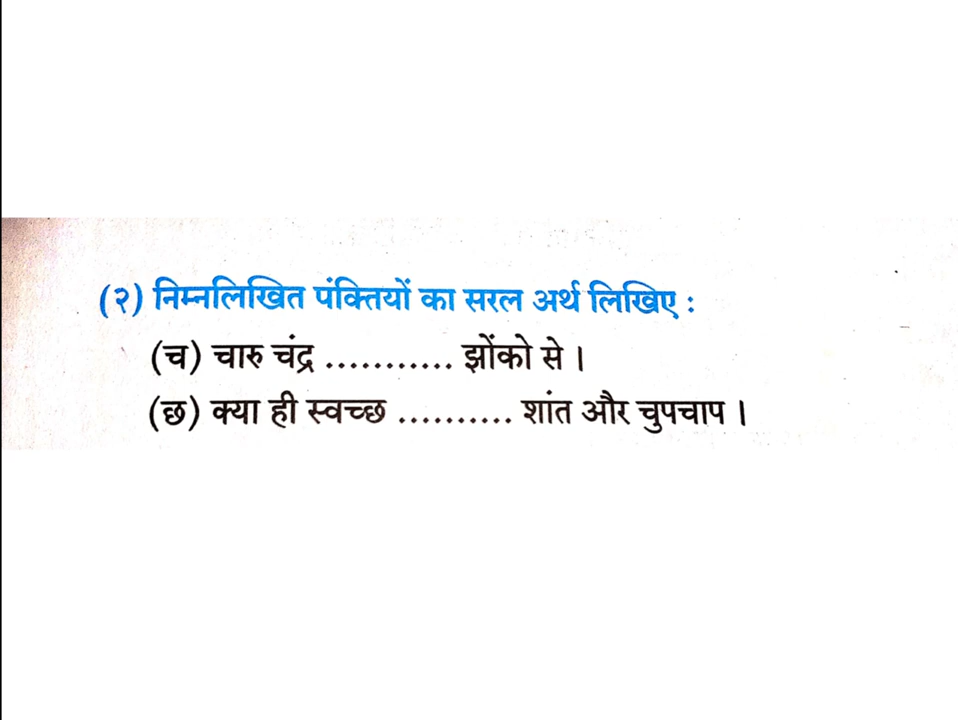 (२) निम्नलिखित पंक्तियों का सरल अर्थ लिखिए :
(च) चारु चंद्र ........... झोंको से ।
(छ) क्या ही स्वच्छ .......... शांत और चुपचाप ।